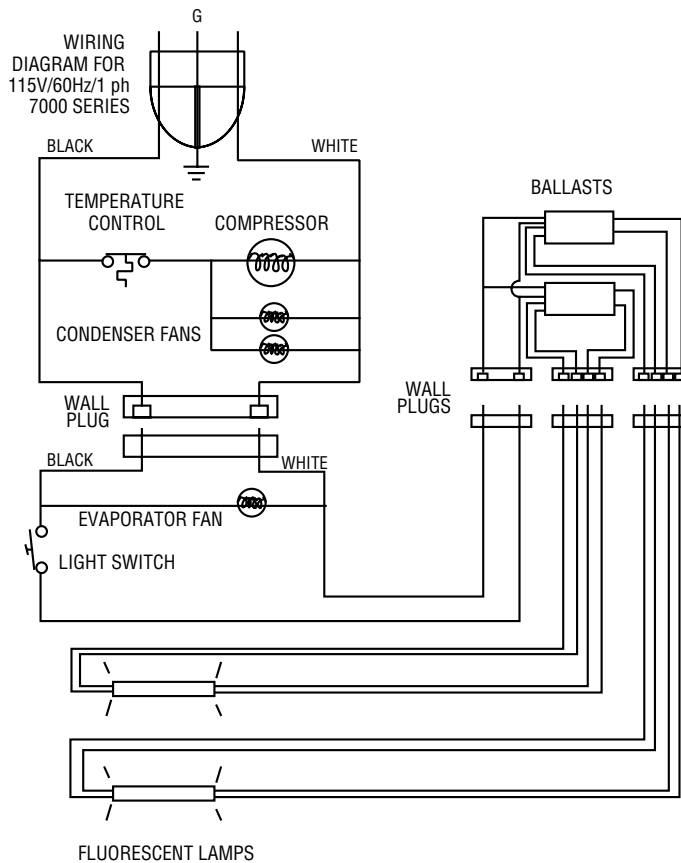 G
WIRING
DIAGRAM FOR
115V/60Hz/1 ph
7000 SERIES
BLACK
WHITE
TEMPERATURE
CONTROL
COMPRESSOR
BALLASTS
CONDENSER FANS
WALL
PLUG
WALL
PLUGS
BLACK
WHITE
EVAPORATOR FAN
LIGHT SWITCH
FLUORESCENT LAMPS